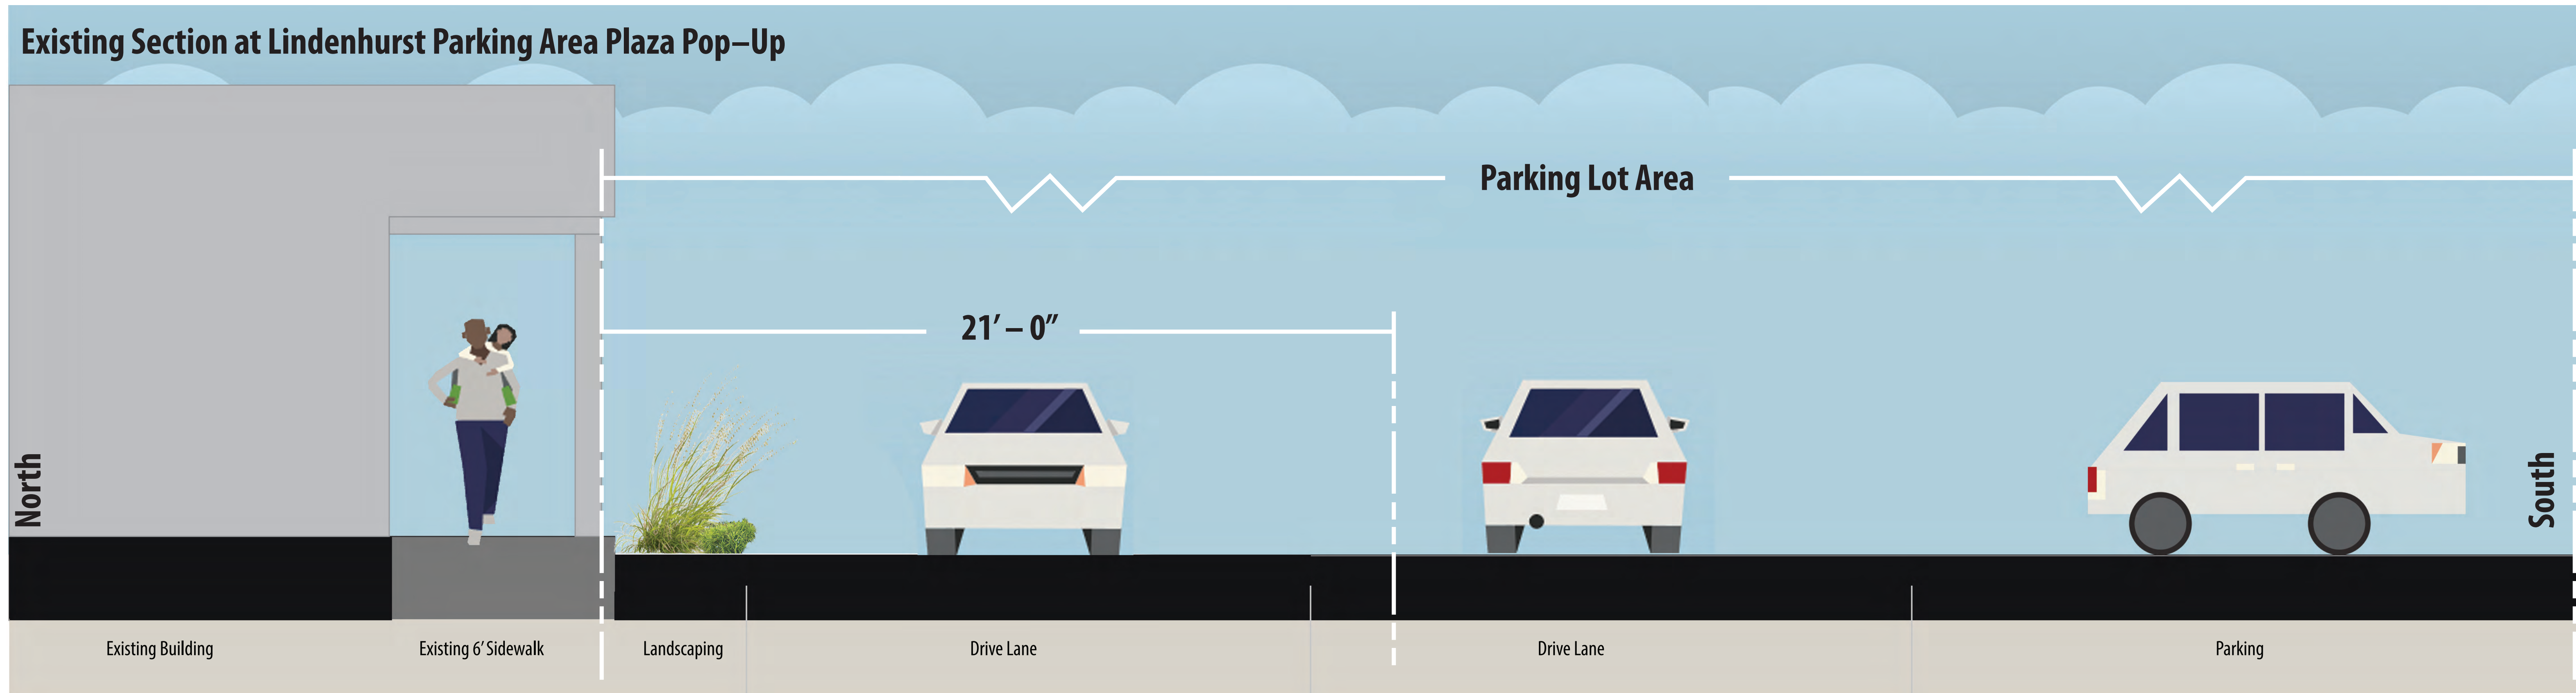 Existing Section at Lindenhurst Parking Area Plaza Pop–Up
Parking Lot Area
21’ – 0”
North
South
Existing Building
Existing 6’ Sidewalk
Landscaping
Drive Lane
Drive Lane
Parking